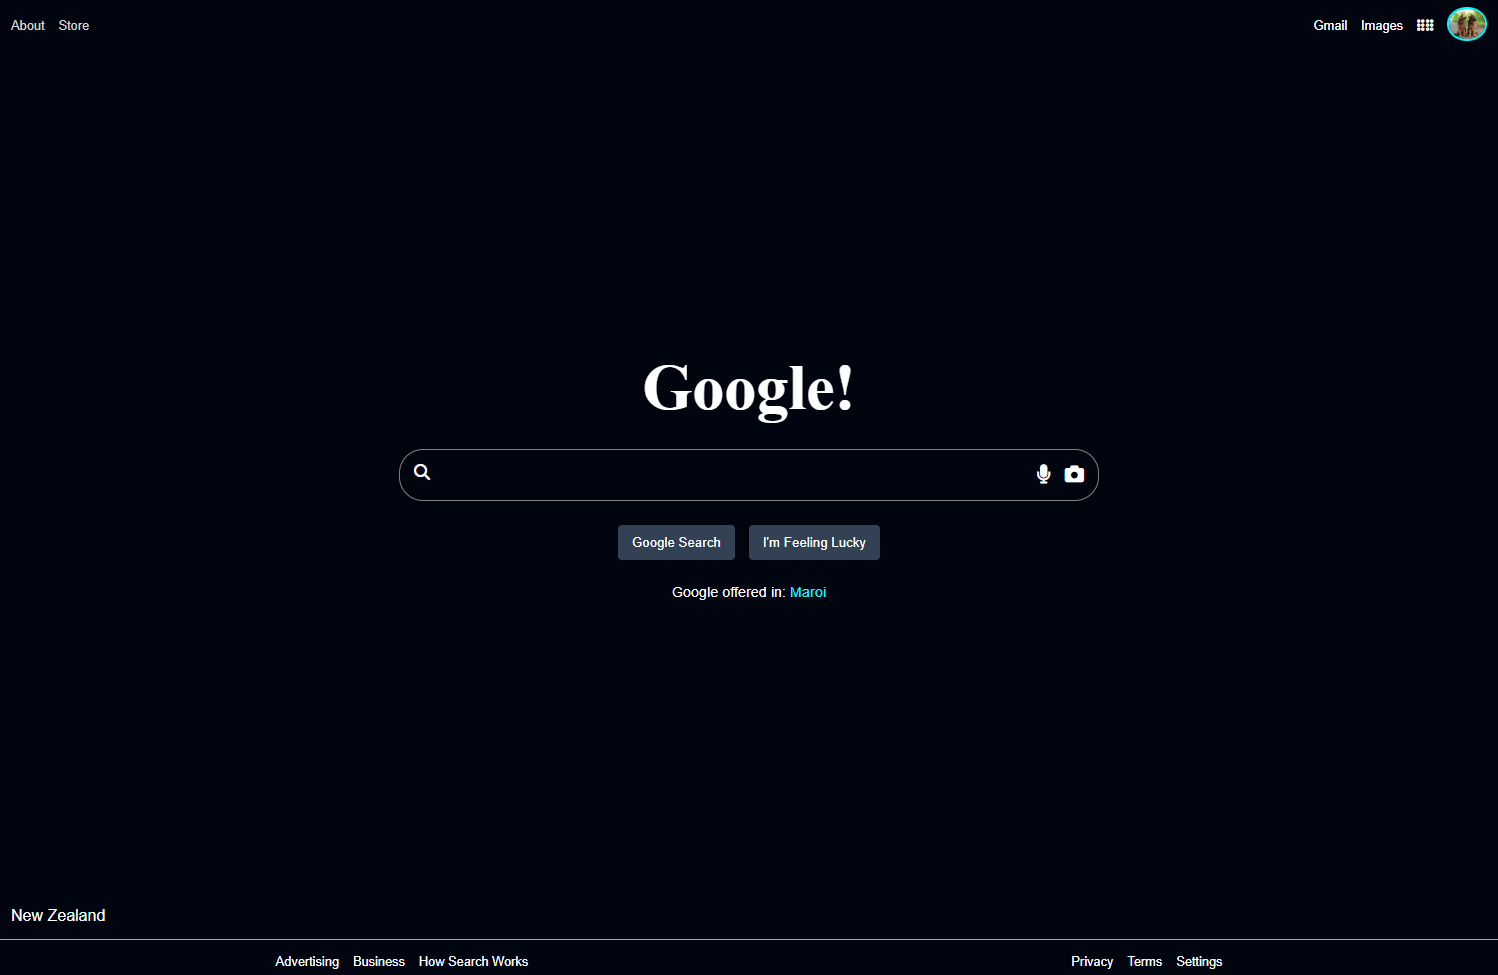 About Store Gmail Images
Google!
Google Search I'm Feeling Lucky
Google offered in: Maroi
New Zealand
Advertising Business How Search Works Privacy Terms Settings